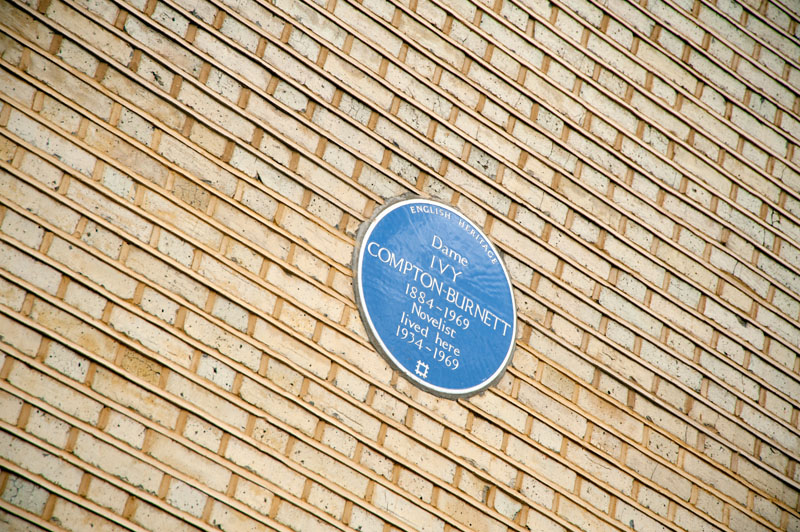 ENGLISH HERITAGE
Dame
IVY
COMPTON-BURNETT
1884-1969
Novelist
lived here
1934-1969